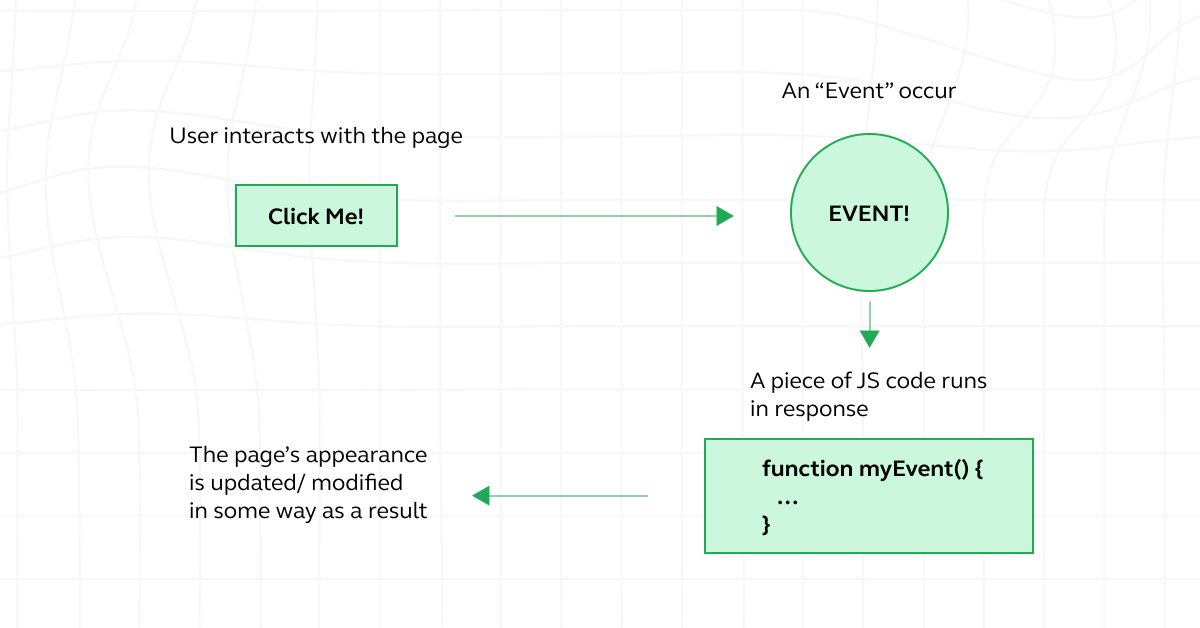 User interacts with the page
Click Me!
An “Event” occur
EVENT!
A piece of JS code runs
in response
function myEvent() {
...
}
The page’s appearance
is updated/ modified
in some way as a result